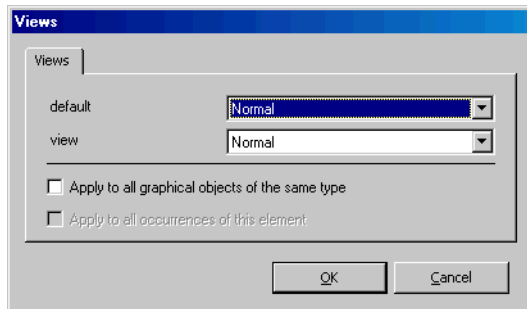 Views
Views
default Normal
view Normal
Apply to all graphical objects of the same type
Apply to all occurrences of this element
OK Cancel